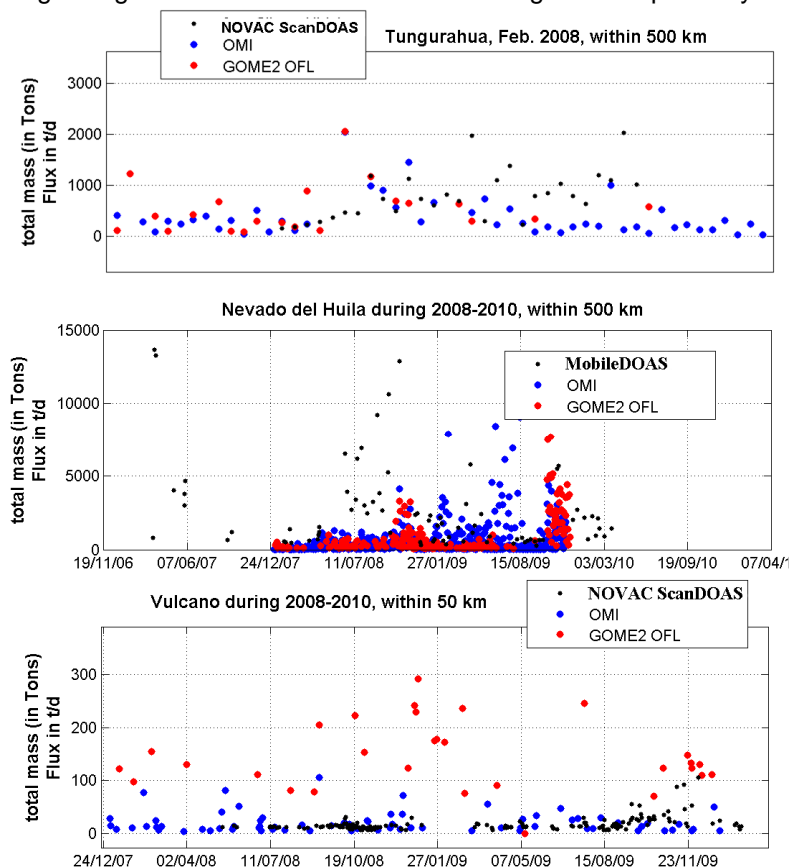 NOVAC ScanDOAS
OMI
GOME2 OFL
Tungurahua, Feb. 2008, within 500 km
total mass (in Tons)
Flux in t/d
3000
2000
1000
0
Nevado del Huila during 2008-2010, within 500 km
MobileDOAS
OMI
GOME2 OFL
total mass (in Tons)
Flux in t/d
15000
10000
5000
0
19/11/06 07/06/07 24/12/07 11/07/08 27/01/09 15/08/09 03/03/10 19/09/10 07/04/1
Vulcano during 2008-2010, within 50 km
NOVAC ScanDOAS
OMI
GOME2 OFL
total mass (in Tons)
Flux in t/d
300
200
100
0
24/12/07 02/04/08 11/07/08 19/10/08 27/01/09 07/05/09 15/08/09 23/11/09